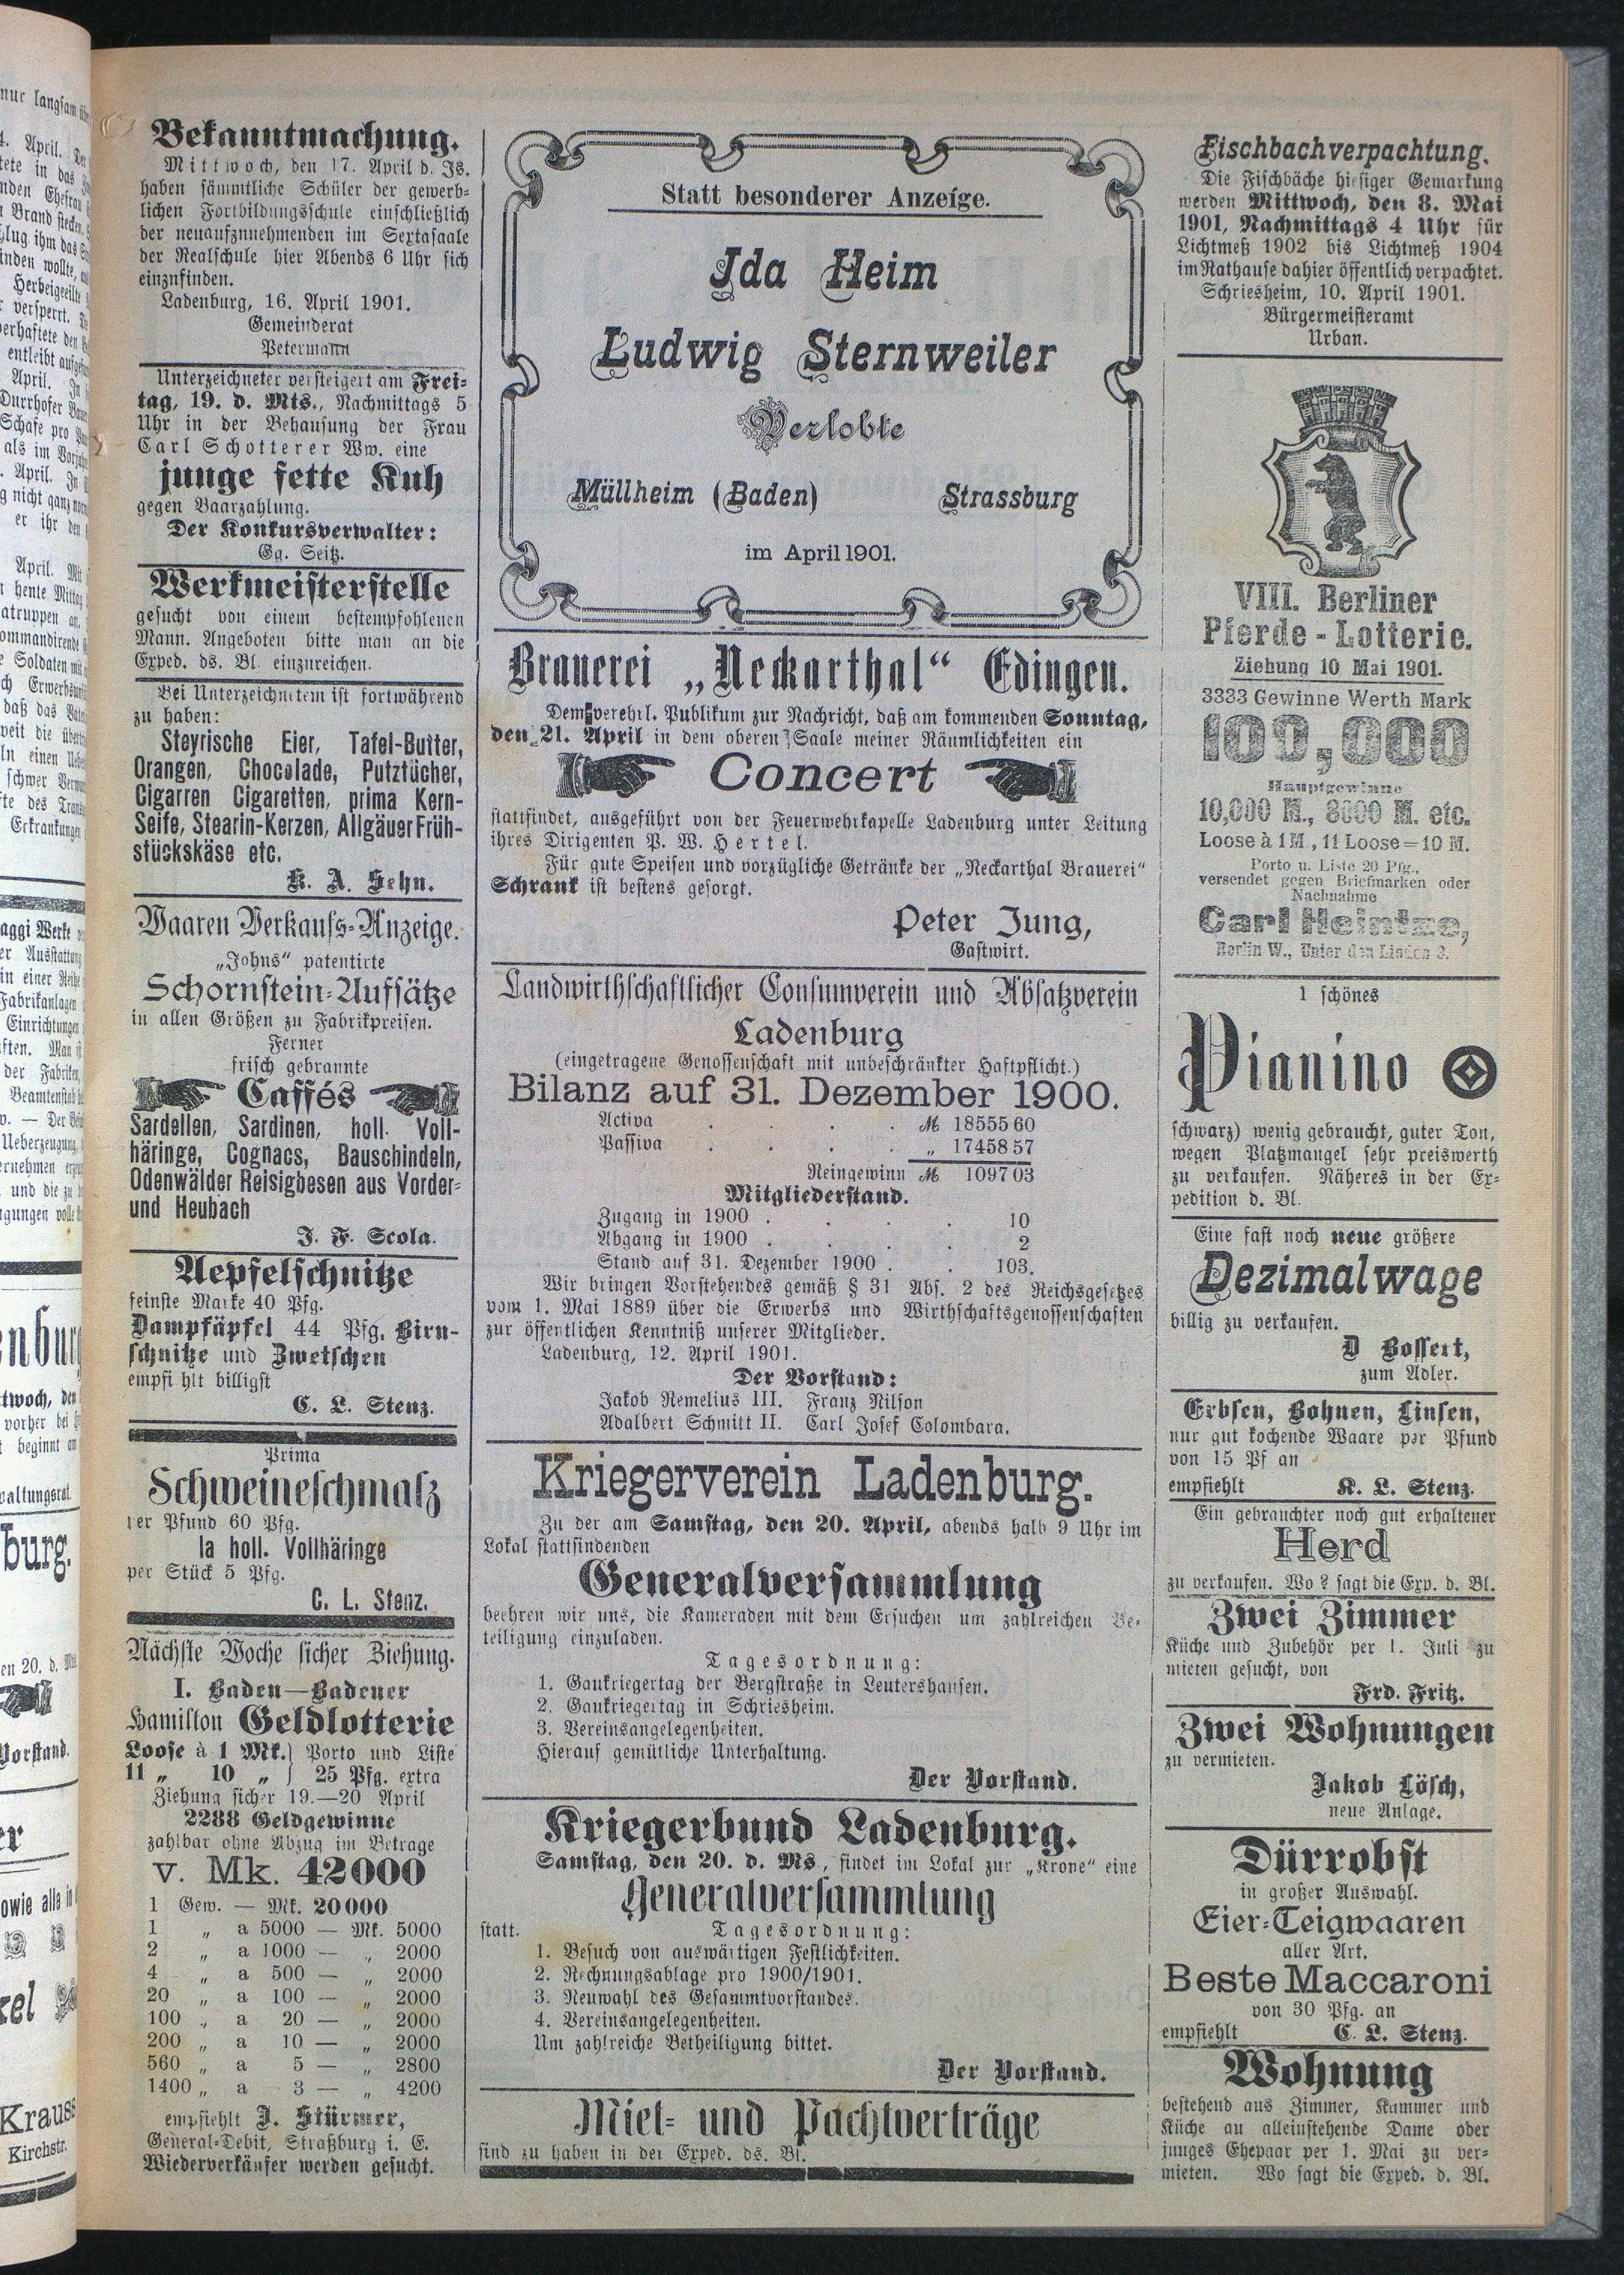 Bekanntmachung.
Mittwoch, den 17. April d. Js.
haben sämmtliche Schüler der gewerb-
lichen Fortbildungsschule einschließlich
der neuaufzunehmenden im Sextasaale
der Realschule hier Abends 6 Uhr sich
einzufinden.
Ladenburg, 16. April 1901.
Gemeinderat
Petermann
Unterzeichneter versteigert am Frei-
tag, 19. d. Mts., Nachmittags 5
Uhr in der Behausung der Frau
Carl Schotterer Ww. eine
junge fette Kuh
gegen Baarzahlung.
Der Konkursverwalter:
Gg. Seitz.
Werkmeisterstelle
gesucht von einem bestempfohlenen
Mann. Angeboten bitte man an die
Exped. ds. Bl. einzureichen.
Bei Unterzeichnetem ist fortwährend
zu haben:
Steyrische Eier, Tafel-Butter,
Orangen, Chocolade, Putztücher,
Cigarren Cigaretten, prima Kern-
Seife, Stearin-Kerzen, Allgäuer Früh-
stückskäse etc.
K. A. Hehn.
Waaren Verkaufs-Anzeige.
„Johns“ patentirte
Schornstein-Aufsätze
in allen Größen zu Fabrikpreisen.
Ferner
frisch gebrannte
Caffés
Sardellen, Sardinen, holl. Voll-
häringe, Cognacs, Bauschindeln,
Odenwälder Reisigbesen aus Vorder-
und Heubach
J. F. Scola.
Aepfelschnitze
feinste Marke 40 Pfg.
Dampfäpfel 44 Pfg. Birn-
schnitze und Zwetschen
empfi hlt billigst
C. L. Stenz.
Prima
Schweineschmalz
per Pfund 60 Pfg.
Ia holl. Vollhäringe
per Stück 5 Pfg.
C. L. Stenz.
Nächste Woche sicher Ziehung.
I. Baden—Badener
Hamilton Geldlotterie
Loose à 1 Mk. } Porto und Liste
11 „ 10 „ } 25 Pfg. extra
Ziehung sicher 19.—20 April
2288 Geldgewinne
zahlbar ohne Abzug im Betrage
v. Mk. 42000
1 Gew. — Mk. 20000
1 „ a 5000 — Mk. 5000
2 „ a 1000 — „ 2000
4 „ a 500 — „ 2000
20 „ a 100 — „ 2000
100 „ a 20 — „ 2000
200 „ a 10 — „ 2000
560 „ a 5 — „ 2800
1400 „ a 3 — „ 4200
empfiehlt J. Stürmer,
General-Debit, Straßburg i. E.
Wiederverkäufer werden gesucht.
Statt besonderer Anzeige.
Ida Heim
Ludwig Sternweiler
Verlobte
Müllheim (Baden) Strassburg
im April 1901.
Brauerei „Neckarthal“ Edingen.
Dem verehrl. Publikum zur Nachricht, daß am kommenden Sonntag,
den 21. April in dem oberen Saale meiner Räumlichkeiten ein
Concert
stattfindet, ausgeführt von der Feuerwehrkapelle Ladenburg unter Leitung
ihres Dirigenten P. W. Hertel.
Für gute Speisen und vorzügliche Getränke der „Neckarthal Brauerei“
Schrank ist bestens gesorgt.
Peter Jung,
Gastwirt.
Landwirthschaftlicher Consumverein und Absatzverein
Ladenburg
(eingetragene Genossenschaft mit unbeschränkter Haftpflicht.)
Bilanz auf 31. Dezember 1900.
Activa . . . . M 18555 60
Passiva . . . . „ 17458 57
Reingewinn M 1097 03
Mitgliederstand.
Zugang in 1900 . . . . 10
Abgang in 1900 . . . . 2
Stand auf 31. Dezember 1900 . . 103.
Wir bringen Vorstehendes gemäß § 31 Abs. 2 des Reichsgesetzes
vom 1. Mai 1889 über die Erwerbs und Wirthschaftsgenossenschaften
zur öffentlichen Kenntniß unserer Mitglieder.
Ladenburg, 12. April 1901.
Der Vorstand:
Jakob Remelius III. Franz Nilson
Adalbert Schmitt II. Carl Josef Colombara.
Kriegerverein Ladenburg.
Zu der am Samstag, den 20. April, abends halb 9 Uhr im
Lokal stattfindenden
Generalversammlung
beehren wir uns, die Kameraden mit dem Ersuchen um zahlreichen Be-
teiligung einzuladen.
Tagesordnung:
1. Gaukriegertag der Bergstraße in Leutershausen.
2. Gaukriegertag in Schriesheim.
3. Vereinsangelegenheiten.
Hierauf gemütliche Unterhaltung.
Der Vorstand.
Kriegerbund Ladenburg.
Samstag, den 20. d. Ms, findet im Lokal zur „Krone“ eine
Generalversammlung
statt. Tagesordnung:
1. Besuch von auswärtigen Festlichkeiten.
2. Rechnungsablage pro 1900/1901.
3. Neuwahl des Gesammtvorstandes.
4. Vereinsangelegenheiten.
Um zahlreiche Betheiligung bittet.
Der Vorstand.
Miet- und Pachtverträge
sind zu haben in der Exped. ds. Bl.
Fischbachverpachtung.
Die Fischbäche hiesiger Gemarkung
werden Mittwoch, den 8. Mai
1901, Nachmittags 4 Uhr für
Lichtmeß 1902 bis Lichtmeß 1904
im Rathause dahier öffentlich verpachtet.
Schriesheim, 10. April 1901.
Bürgermeisteramt
Urban.
VIII. Berliner
Pferde-Lotterie.
Ziehung 10 Mai 1901.
3333 Gewinne Werth Mark
100,000
Hauptgewinne
10,000 M., 8000 M. etc.
Loose à 1 M., 11 Loose=10 M.
Porto u. Liste 20 Pfg.,
versendet gegen Briefmarken oder
Nachnahme
Carl Heintze,
Berlin W., Unter den Linden 3.
1 schönes
Pianino
schwarz) wenig gebraucht, guter Ton,
wegen Platzmangel sehr preiswerth
zu verkaufen. Näheres in der Ex-
pedition d. Bl.
Eine fast noch neue größere
Dezimalwage
billig zu verkaufen.
D Bossert,
zum Adler.
Erbsen, Bohnen, Linsen,
nur gut kochende Waare per Pfund
von 15 Pf an
empfiehlt K. L. Stenz.
Ein gebrauchter noch gut erhaltener
Herd
zu verkaufen. Wo? sagt die Exp. d. Bl.
Zwei Zimmer
Küche und Zubehör per 1. Juli zu
mieten gesucht, von
Frd. Fritz.
Zwei Wohnungen
zu vermieten.
Jakob Lösch,
neue Anlage.
Dürrobst
in großer Auswahl.
Eier-Teigwaaren
aller Art.
Beste Maccaroni
von 30 Pfg. an
empfiehlt C. L. Stenz.
Wohnung
bestehend aus Zimmer, Kammer und
Küche an alleinstehende Dame oder
junges Ehepaar per 1. Mai zu ver-
mieten. Wo sagt die Exped. d. Bl.